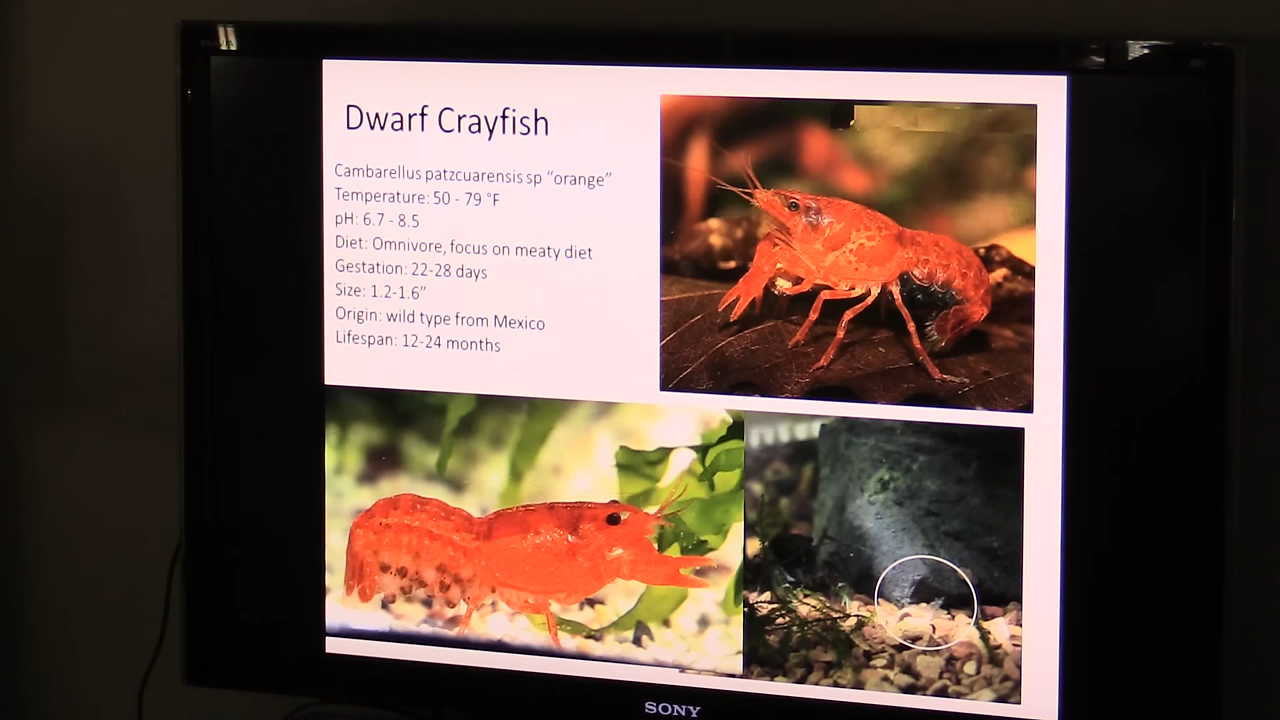 Dwarf Crayfish
Cambarellus patzcuarensis sp "orange"
Temperature: 50 - 79 °F
pH: 6.7 - 8.5
Diet: Omnivore, focus on meaty diet
Gestation: 22-28 days
Size: 1.2-1.6”
Origin: wild type from Mexico
Lifespan: 12-24 months
SONY